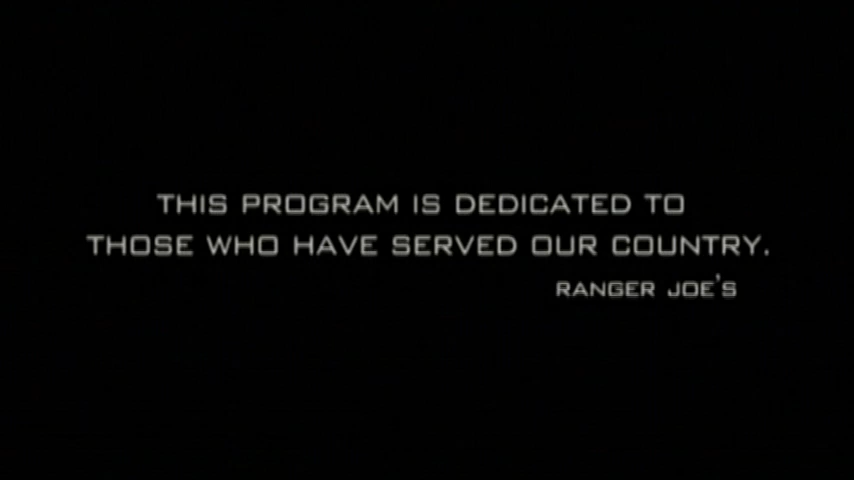 THIS PROGRAM IS DEDICATED TO
THOSE WHO HAVE SERVED OUR COUNTRY.
RANGER JOE'S